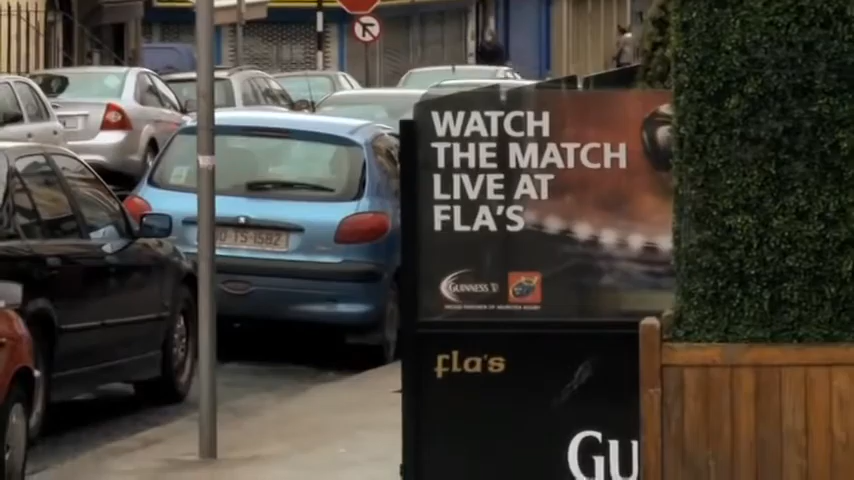 WATCH
THE MATCH
LIVE AT
FLA'S
GUINNESS
fla's
GU